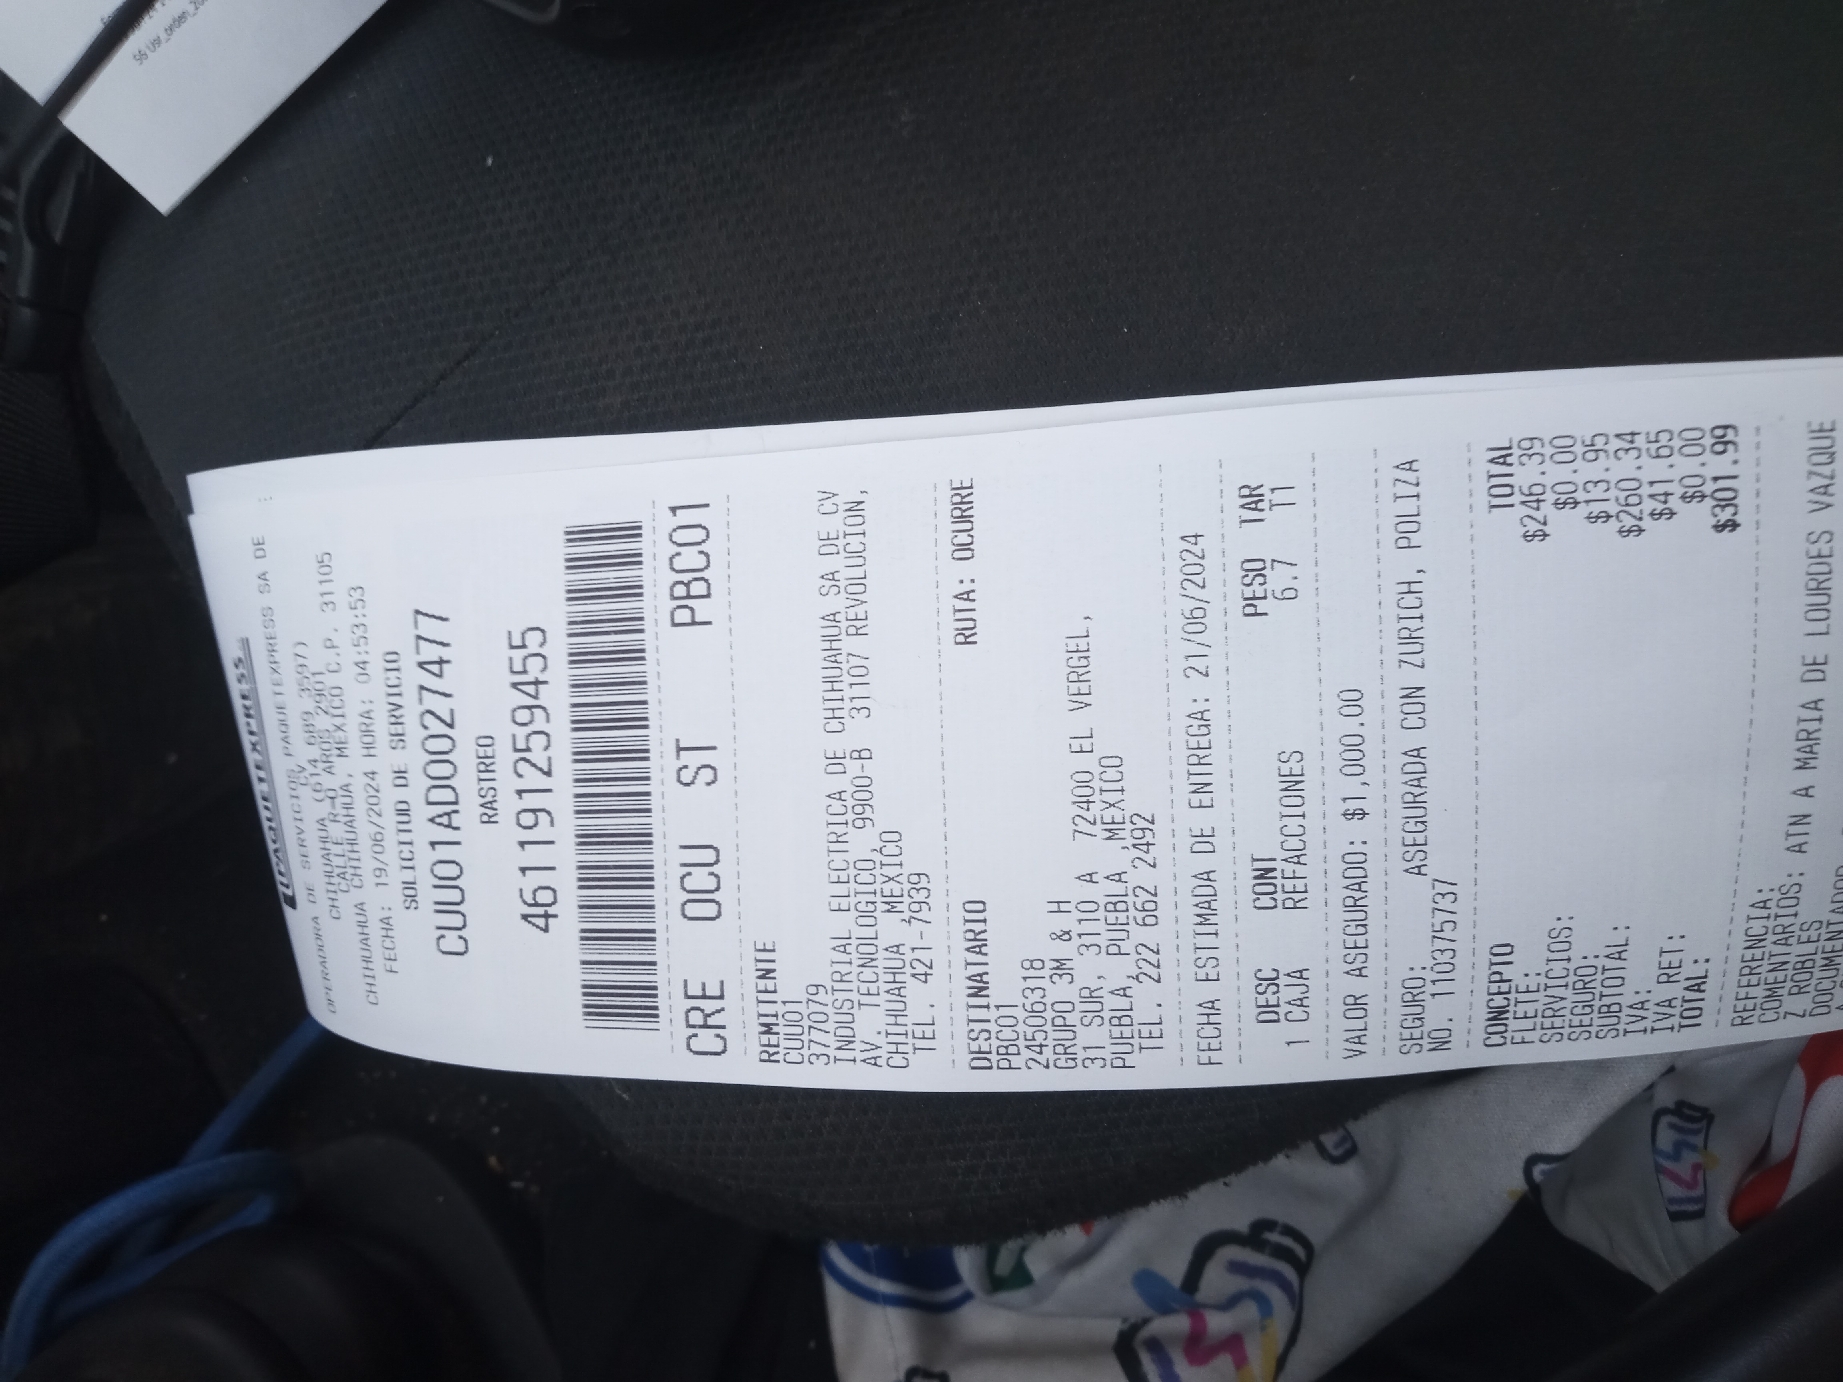 PAQUETEXPRESS
OPERADORA DE SERVICIOS PAQUETEXPRESS SA DE
CV
CHIHUAHUA (614 689 3597)
CALLE R-O AROS 2901
CHIHUAHUA CHIHUAHUA, MEXICO C.P. 31105
FECHA: 19/06/2024 HORA: 04:53:53
SOLICITUD DE SERVICIO
CUU01AD0027477
RASTREO
461191259455
CRE OCU ST PBC01
REMITENTE
CUU01
377079
INDUSTRIAL ELECTRICA DE CHIHUAHUA SA DE CV
AV. TECNOLOGICO, 9900-B 31107 REVOLUCION,
CHIHUAHUA ,MEXICO
TEL. 421-7939
DESTINATARIO RUTA: OCURRE
PBC01
24506318
GRUPO 3M & H
31 SUR, 3110 A 72400 EL VERGEL,
PUEBLA, PUEBLA ,MEXICO
TEL. 222 662 2492
FECHA ESTIMADA DE ENTREGA: 21/06/2024
DESC CONT PESO TAR
1 CAJA REFACCIONES 6.7 T1
VALOR ASEGURADO: $1,000.00
SEGURO: ASEGURADA CON ZURICH, POLIZA
NO. 110375737
CONCEPTO TOTAL
FLETE: $246.39
SERVICIOS: $0.00
SEGURO: $13.95
SUBTOTAL: $260.34
IVA: $41.65
IVA RET: $0.00
TOTAL: $301.99
REFERENCIA:
COMENTARIOS: ATN A MARIA DE LOURDES VAZQUE
Z ROBLES